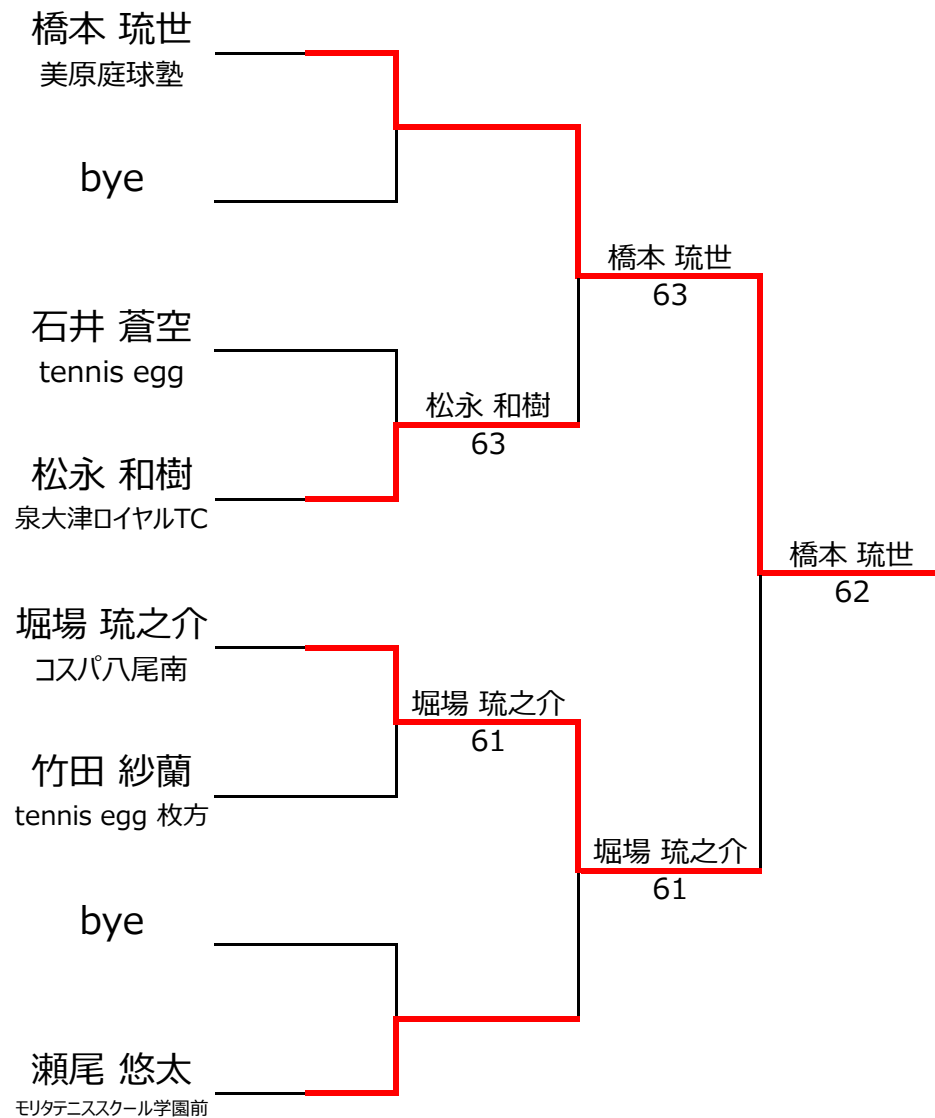 橋本 琉世
美原庭球塾
bye
石井 蒼空
tennis egg
松永 和樹
泉大津ロイヤルTC
堀場 琉之介
コスパ八尾南
竹田 紗蘭
tennis egg 枚方
bye
瀬尾 悠太
モリタテニススクール学園前
松永 和樹
63
堀場 琉之介
61
橋本 琉世
63
堀場 琉之介
61
橋本 琉世
62